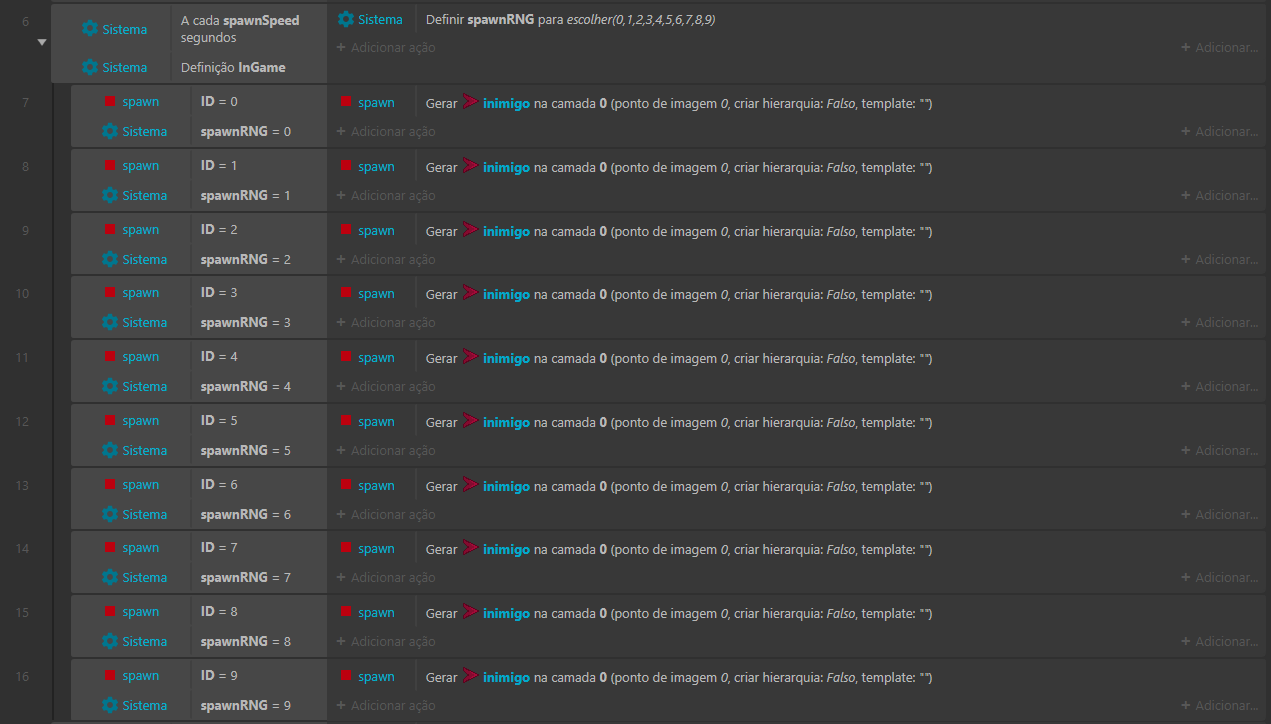 6
Sistema A cada spawnSpeed segundos
Sistema Definição InGame
Sistema Definir spawnRNG para escolher(0,1,2,3,4,5,6,7,8,9)
+ Adicionar ação + Adicionar...
7
spawn ID = 0
Sistema spawnRNG = 0
spawn Gerar inimigo na camada 0 (ponto de imagem 0, criar hierarquia: Falso, template: "")
+ Adicionar ação + Adicionar...
8
spawn ID = 1
Sistema spawnRNG = 1
spawn Gerar inimigo na camada 0 (ponto de imagem 0, criar hierarquia: Falso, template: "")
+ Adicionar ação + Adicionar...
9
spawn ID = 2
Sistema spawnRNG = 2
spawn Gerar inimigo na camada 0 (ponto de imagem 0, criar hierarquia: Falso, template: "")
+ Adicionar ação + Adicionar...
10
spawn ID = 3
Sistema spawnRNG = 3
spawn Gerar inimigo na camada 0 (ponto de imagem 0, criar hierarquia: Falso, template: "")
+ Adicionar ação + Adicionar...
11
spawn ID = 4
Sistema spawnRNG = 4
spawn Gerar inimigo na camada 0 (ponto de imagem 0, criar hierarquia: Falso, template: "")
+ Adicionar ação + Adicionar...
12
spawn ID = 5
Sistema spawnRNG = 5
spawn Gerar inimigo na camada 0 (ponto de imagem 0, criar hierarquia: Falso, template: "")
+ Adicionar ação + Adicionar...
13
spawn ID = 6
Sistema spawnRNG = 6
spawn Gerar inimigo na camada 0 (ponto de imagem 0, criar hierarquia: Falso, template: "")
+ Adicionar ação + Adicionar...
14
spawn ID = 7
Sistema spawnRNG = 7
spawn Gerar inimigo na camada 0 (ponto de imagem 0, criar hierarquia: Falso, template: "")
+ Adicionar ação + Adicionar...
15
spawn ID = 8
Sistema spawnRNG = 8
spawn Gerar inimigo na camada 0 (ponto de imagem 0, criar hierarquia: Falso, template: "")
+ Adicionar ação + Adicionar...
16
spawn ID = 9
Sistema spawnRNG = 9
spawn Gerar inimigo na camada 0 (ponto de imagem 0, criar hierarquia: Falso, template: "")
+ Adicionar ação + Adicionar...